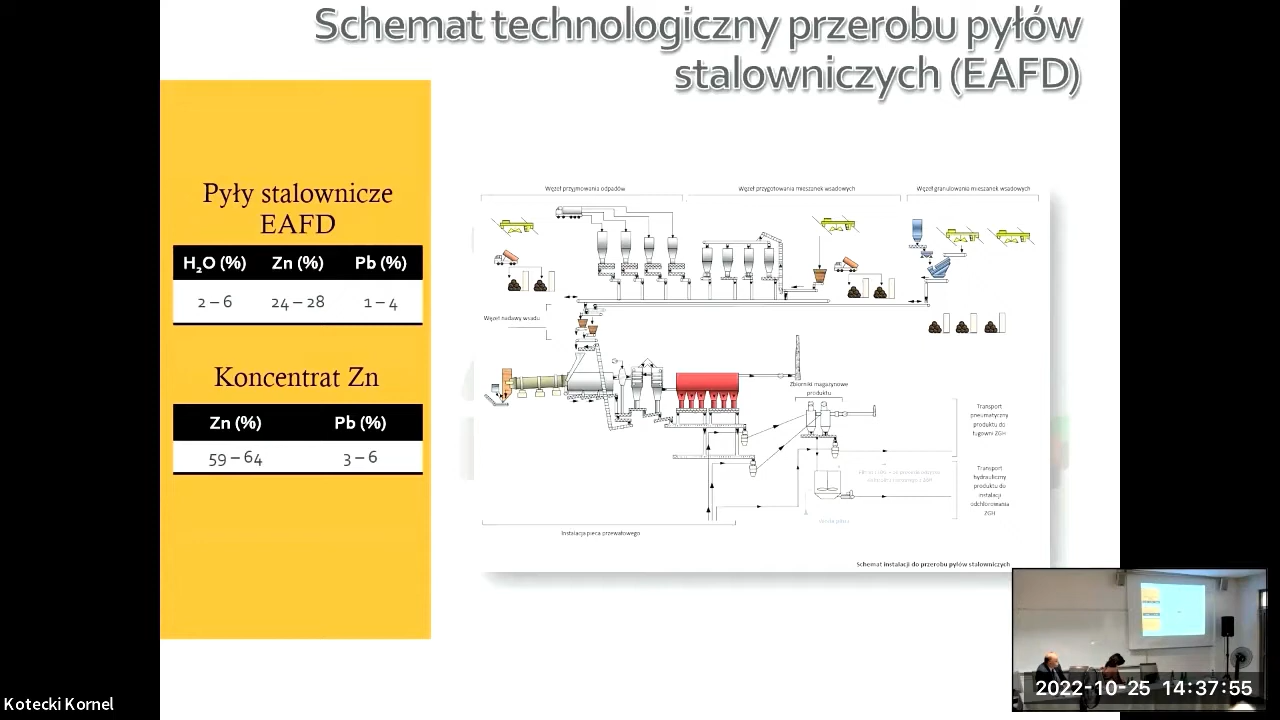 Schemat technologiczny przerobu pyłów
stalowniczych (EAFD)
Pyły stalownicze
EAFD
H₂O (%) Zn (%) Pb (%)
2 – 6 24 – 28 1 – 4
Koncentrat Zn
Zn (%) Pb (%)
59 – 64 3 – 6
Węzeł przyjmowania odpadów
Węzeł przygotowania mieszanek wsadowych
Węzeł granulowania mieszanek wsadowych
Węzeł nadawy wsadu
Zbiorniki magazynowe
produktu
Transport
pneumatyczny
produktu do
ługowni ZGH
Transport
hydrauliczny
produktu do
instalacji
odchlorowania
ZGH
Instalacja pieca przewałowego
Schemat instalacji do przerobu pyłów stalowniczych
2022-10-25 14:37:55
Kotecki Kornel